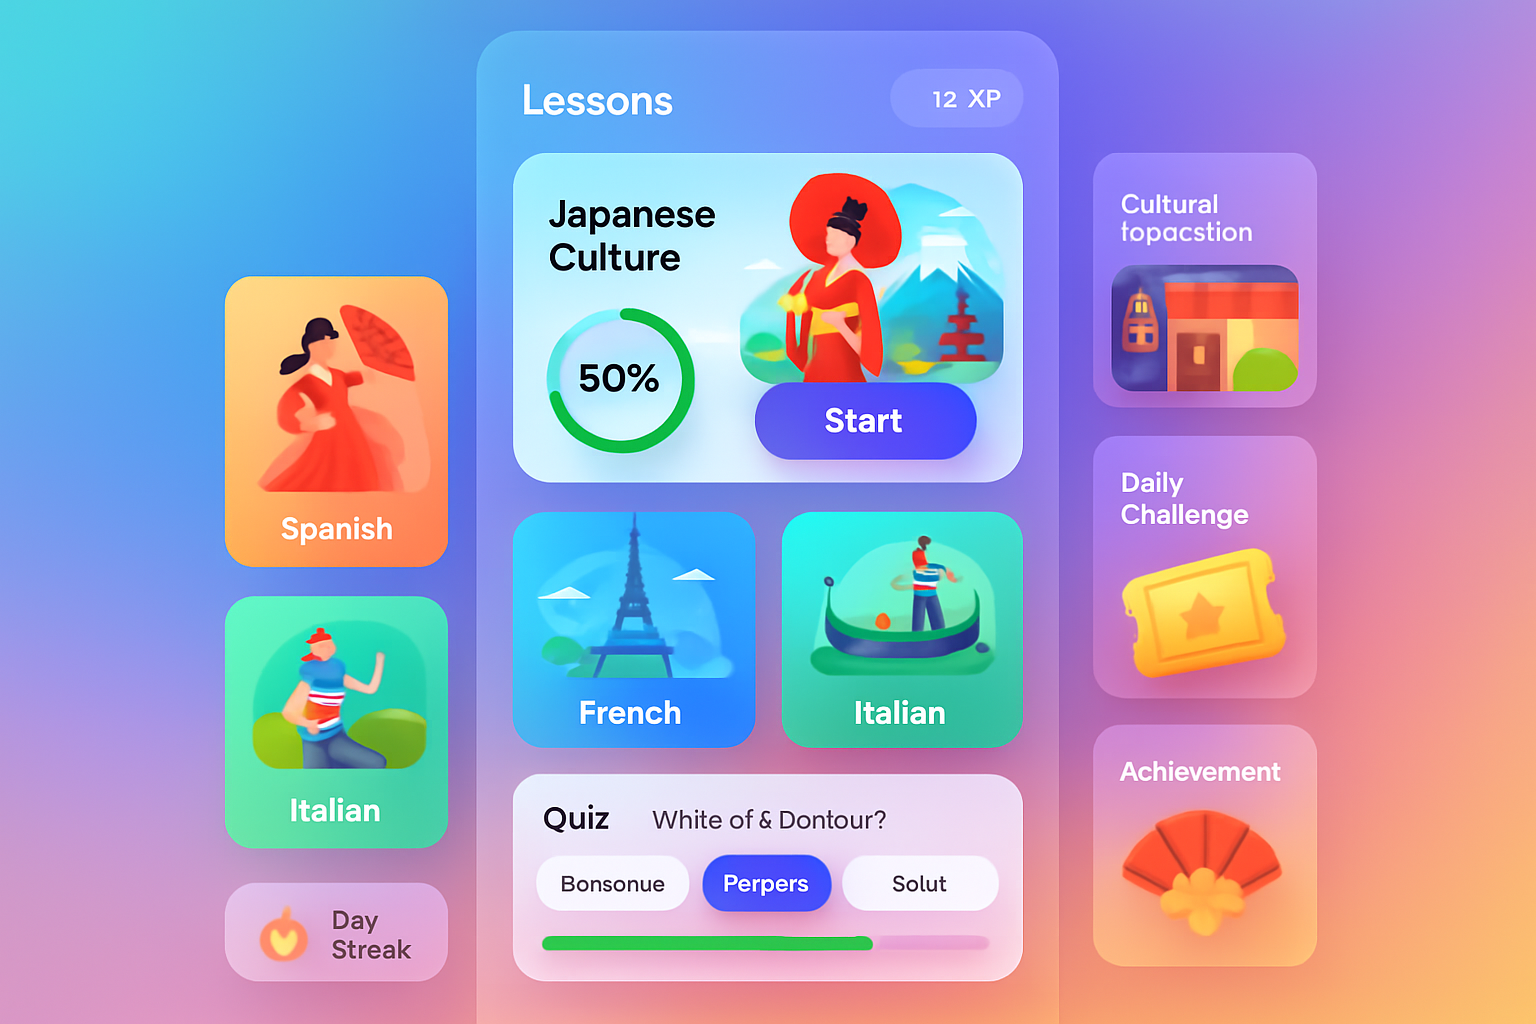 Lessons
12 XP
Japanese
Culture
50%
Start
Spanish
French
Italian
Italian
Quiz
White of & Dontour?
Bonsonue
Perpers
Solut
Day
Streak
Cultural
fopacstion
Daily
Challenge
Achievement